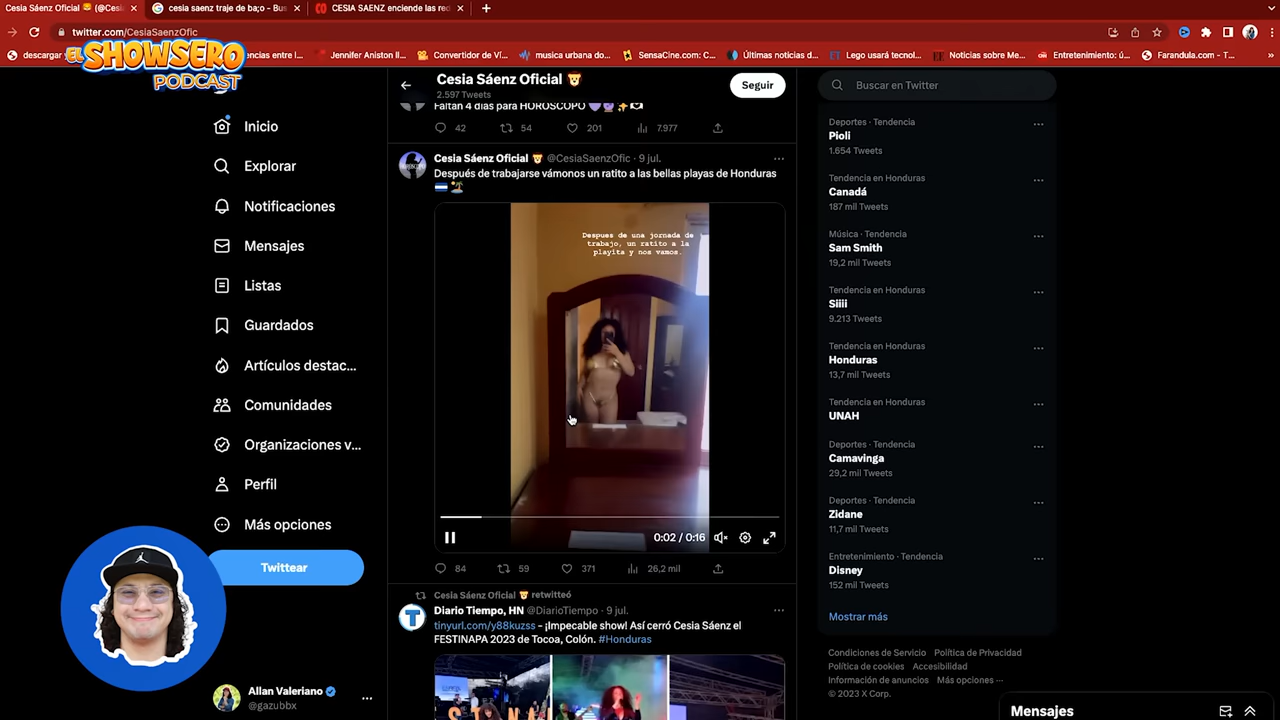 Cesia Sáenz Oficial 🦁 (@Cesi
cesia saenz traje de ba;o - Bus
CESIA SAENZ enciende las red
twitter.com/CesiaSaenzOfic
descargar
encias entre l...
Jennifer Aniston II...
Convertidor de Ví...
musica urbana do...
SensaCine.com: C...
Últimas noticias d...
Lego usará tecnol...
Noticias sobre Me...
Entretenimiento: ú...
Farandula.com - T...
EL SHOWSERO
PODCAST
Inicio
Explorar
Notificaciones
Mensajes
Listas
Guardados
Artículos destac...
Comunidades
Organizaciones v...
Perfil
Más opciones
Twittear
Allan Valeriano
@gazubbx
Cesia Sáenz Oficial 🦁
2.597 Tweets
Seguir
Faltan 4 días para HOROSCOPO
42 54 201 7.977
Cesia Sáenz Oficial 🦁 @CesiaSaenzOfic · 9 jul.
Después de trabajarse vámonos un ratito a las bellas playas de Honduras
🇭🇳 🏝️
Despues de una jornada de
trabajo, un ratito a la
playita y nos vamos.
0:02 / 0:16
84 59 371 26,2 mil
Cesia Sáenz Oficial 🦁 retwitteó
Diario Tiempo, HN @DiarioTiempo · 9 jul.
tinyurl.com/y88kuzss – ¡Impecable show! Así cerró Cesia Sáenz el
FESTINAPA 2023 de Tocoa, Colón. #Honduras
Buscar en Twitter
Deportes · Tendencia
Pioli
1.654 Tweets
Tendencia en Honduras
Canadá
187 mil Tweets
Música · Tendencia
Sam Smith
19,2 mil Tweets
Tendencia en Honduras
Siiii
9.213 Tweets
Tendencia en Honduras
Honduras
13,7 mil Tweets
Tendencia en Honduras
UNAH
Deportes · Tendencia
Camavinga
29,2 mil Tweets
Deportes · Tendencia
Zidane
11,7 mil Tweets
Entretenimiento · Tendencia
Disney
152 mil Tweets
Mostrar más
Condiciones de Servicio Política de Privacidad
Política de cookies Accesibilidad
Información de anuncios Más opciones ···
© 2023 X Corp.
Mensajes